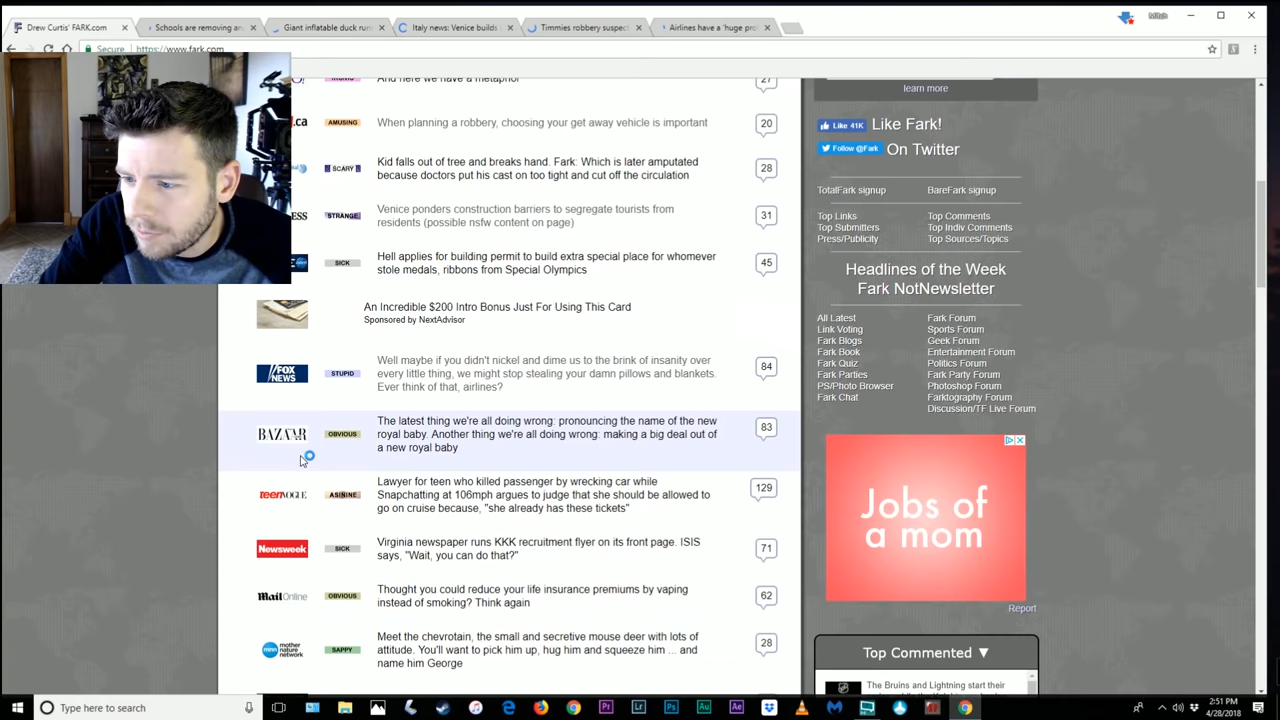 Drew Curtis' FARK.com
Schools are removing an
Giant inflatable duck run
Italy news: Venice builds
Timmies robbery suspect
Airlines have a 'huge pro
Mitch
Secure
https://www.fark.com
And here we have a metaphor
27
.ca
AMUSING
When planning a robbery, choosing your get away vehicle is important
20
SCARY
Kid falls out of tree and breaks hand. Fark: Which is later amputated
because doctors put his cast on too tight and cut off the circulation
28
ESS
STRANGE
Venice ponders construction barriers to segregate tourists from
residents (possible nsfw content on page)
31
SICK
Hell applies for building permit to build extra special place for whomever
stole medals, ribbons from Special Olympics
45
An Incredible $200 Intro Bonus Just For Using This Card
Sponsored by NextAdvisor
FOX
NEWS
STUPID
Well maybe if you didn't nickel and dime us to the brink of insanity over
every little thing, we might stop stealing your damn pillows and blankets.
Ever think of that, airlines?
84
BAZAAR
OBVIOUS
The latest thing we're all doing wrong: pronouncing the name of the new
royal baby. Another thing we're all doing wrong: making a big deal out of
a new royal baby
83
teenVOGUE
ASININE
Lawyer for teen who killed passenger by wrecking car while
Snapchatting at 106mph argues to judge that she should be allowed to
go on cruise because, "she already has these tickets"
129
Newsweek
SICK
Virginia newspaper runs KKK recruitment flyer on its front page. ISIS
says, "Wait, you can do that?"
71
Mail Online
OBVIOUS
Thought you could reduce your life insurance premiums by vaping
instead of smoking? Think again
62
mnn
mother
nature
network
SAPPY
Meet the chevrotain, the small and secretive mouse deer with lots of
attitude. You'll want to pick him up, hug him and squeeze him ... and
name him George
28
learn more
Like 41K
Like Fark!
Follow @Fark
On Twitter
TotalFark signup
BareFark signup
Top Links
Top Comments
Top Submitters
Top Indiv Comments
Press/Publicity
Top Sources/Topics
Headlines of the Week
Fark NotNewsletter
All Latest
Fark Forum
Link Voting
Sports Forum
Fark Blogs
Geek Forum
Fark Book
Entertainment Forum
Fark Quiz
Politics Forum
Fark Parties
Fark Party Forum
PS/Photo Browser
Photoshop Forum
Fark Chat
Farktography Forum
Discussion/TF Live Forum
Jobs of
a mom
Report
Top Commented ▼
The Bruins and Lightning start their
Type here to search
Pr
Lr
Ps
Au
Ae
2:51 PM
4/28/2018